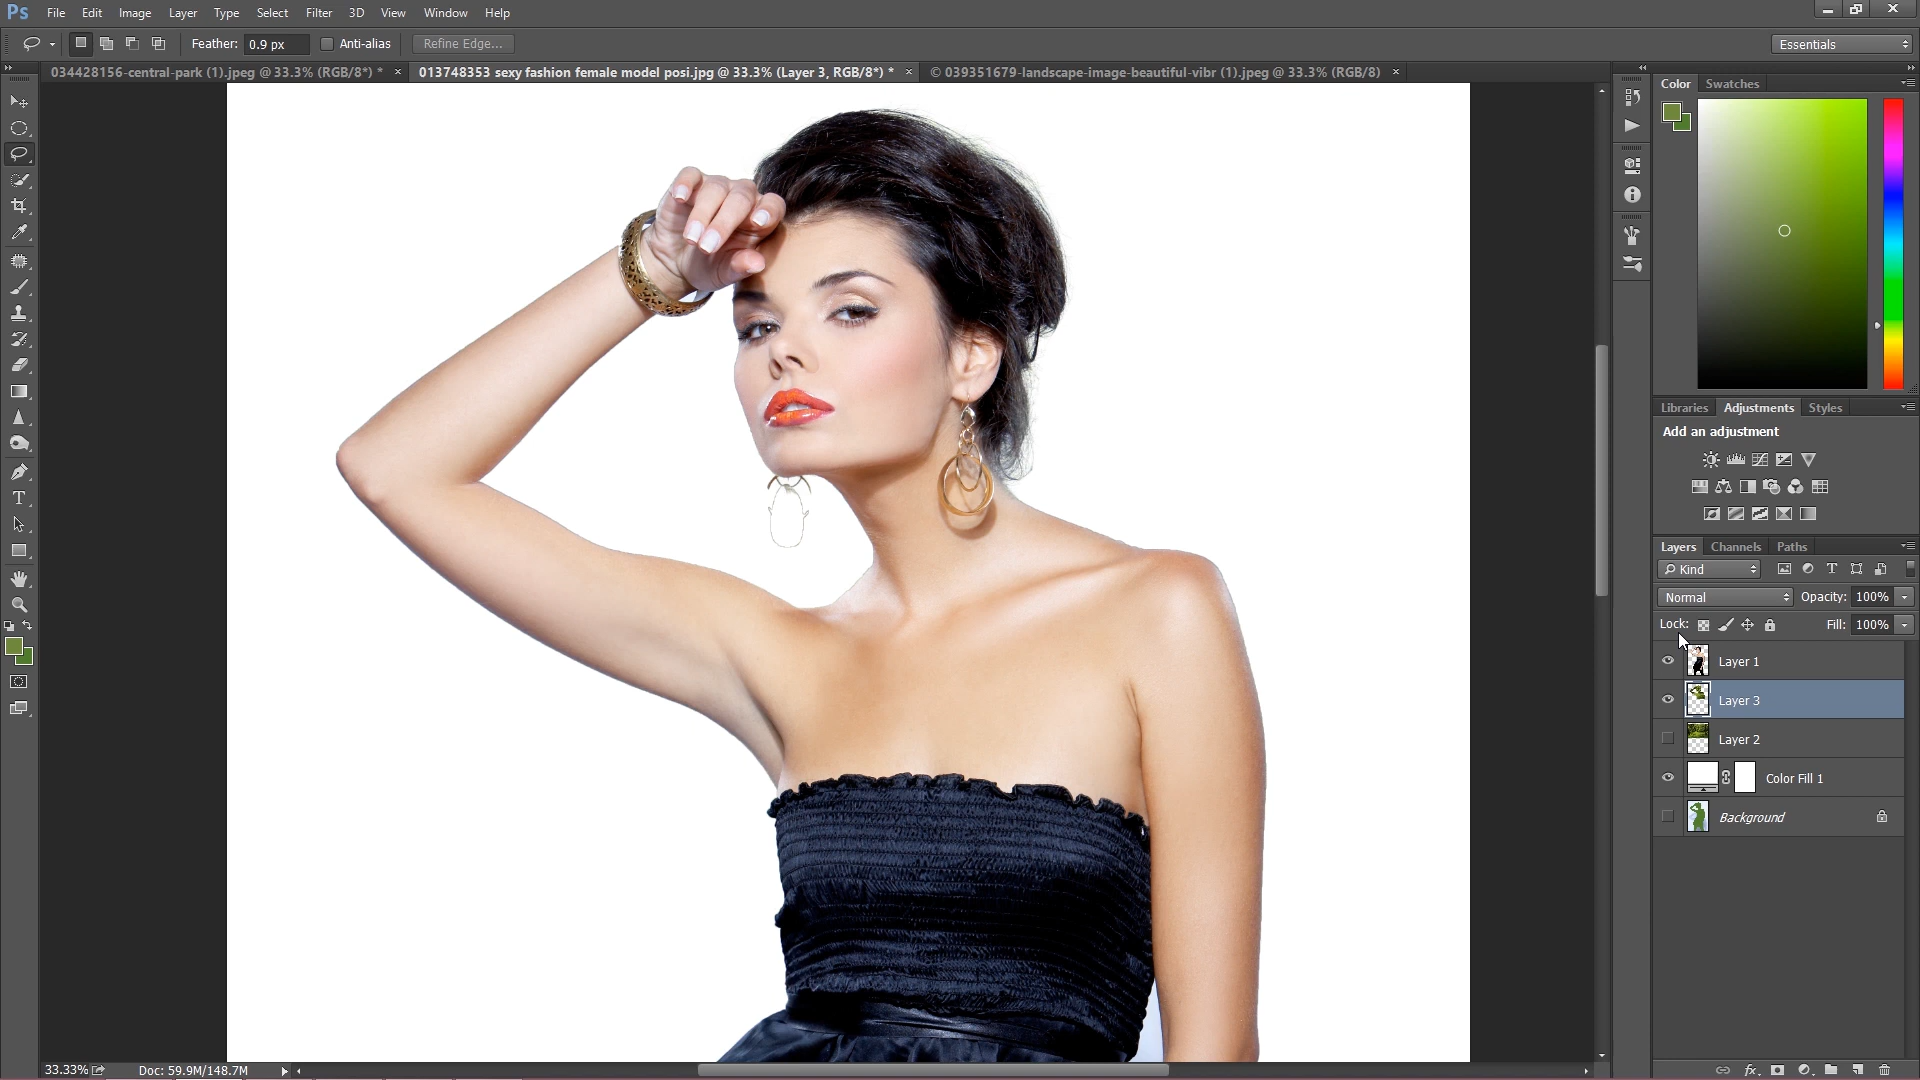 Ps File Edit Image Layer Type Select Filter 3D View Window Help
Feather: 0.9 px Anti-alias Refine Edge... Essentials
034428156-central-park (1).jpeg @ 33.3% (RGB/8*) * × 013748353 sexy fashion female model posi.jpg @ 33.3% (Layer 3, RGB/8*) * × © 039351679-landscape-image-beautiful-vibr (1).jpeg @ 33.3% (RGB/8) ×
Color Swatches
Libraries Adjustments Styles
Add an adjustment
Layers Channels Paths
Kind
Normal Opacity: 100%
Lock: Fill: 100%
Layer 1
Layer 3
Layer 2
Color Fill 1
Background
33.33% Doc: 59.9M/148.7M